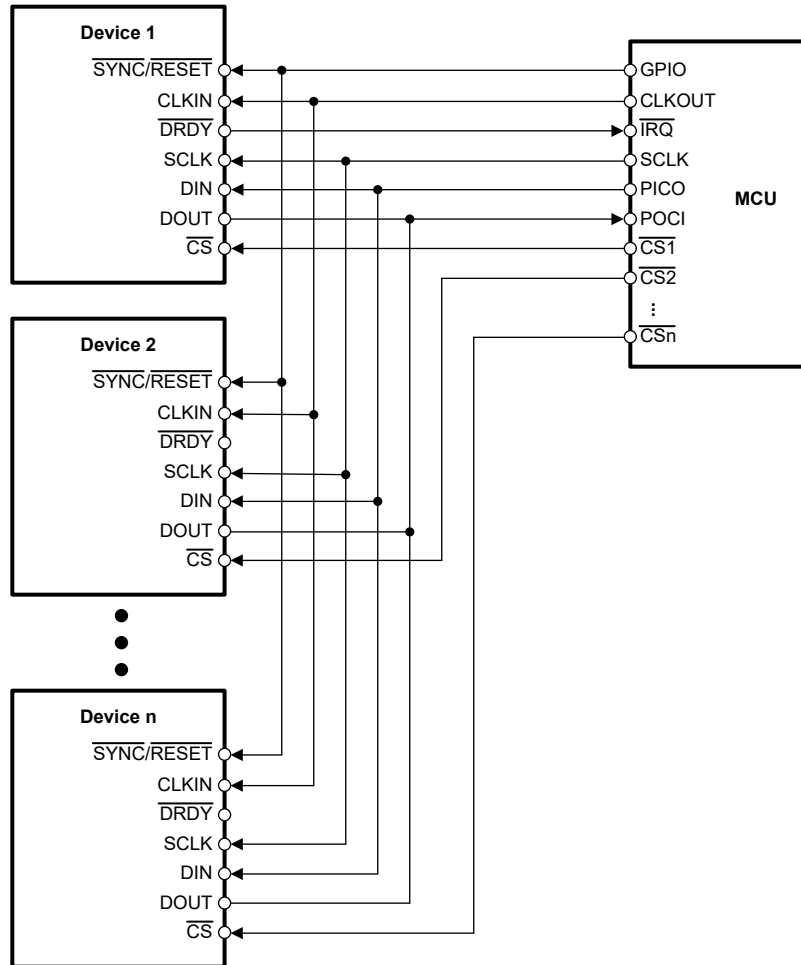 Device 1
SYNC/RESET
CLKIN
DRDY
SCLK
DIN
DOUT
CS
GPIO
CLKOUT
IRQ
SCLK
PICO
POCI
CS1
CS2
...
CSn
MCU
Device 2
SYNC/RESET
CLKIN
DRDY
SCLK
DIN
DOUT
CS
Device n
SYNC/RESET
CLKIN
DRDY
SCLK
DIN
DOUT
CS